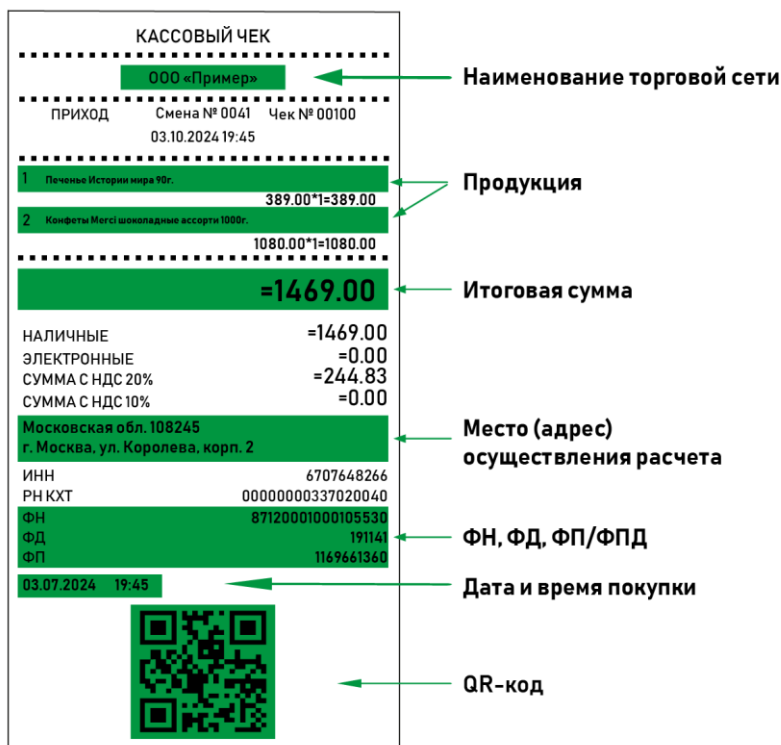 КАССОВЫЙ ЧЕК
ООО «Пример»
Наименование торговой сети
ПРИХОД Смена № 0041 Чек № 00100
03.10.2024 19:45
1 Печенье Истории мира 90г.
Продукция
389.00*1=389.00
2 Конфеты Merci шоколадные ассорти 1000г.
1080.00*1=1080.00
=1469.00
Итоговая сумма
НАЛИЧНЫЕ =1469.00
ЭЛЕКТРОННЫЕ =0.00
СУММА С НДС 20% =244.83
СУММА С НДС 10% =0.00
Московская обл. 108245
г. Москва, ул. Королева, корп. 2
Место (адрес)
осуществления расчета
ИНН 6707648266
РН КХТ 00000000337020040
ФН 87120001000105530
ФД 191141
ФП 1169661360
ФН, ФД, ФП/ФПД
03.07.2024 19:45
Дата и время покупки
QR-код